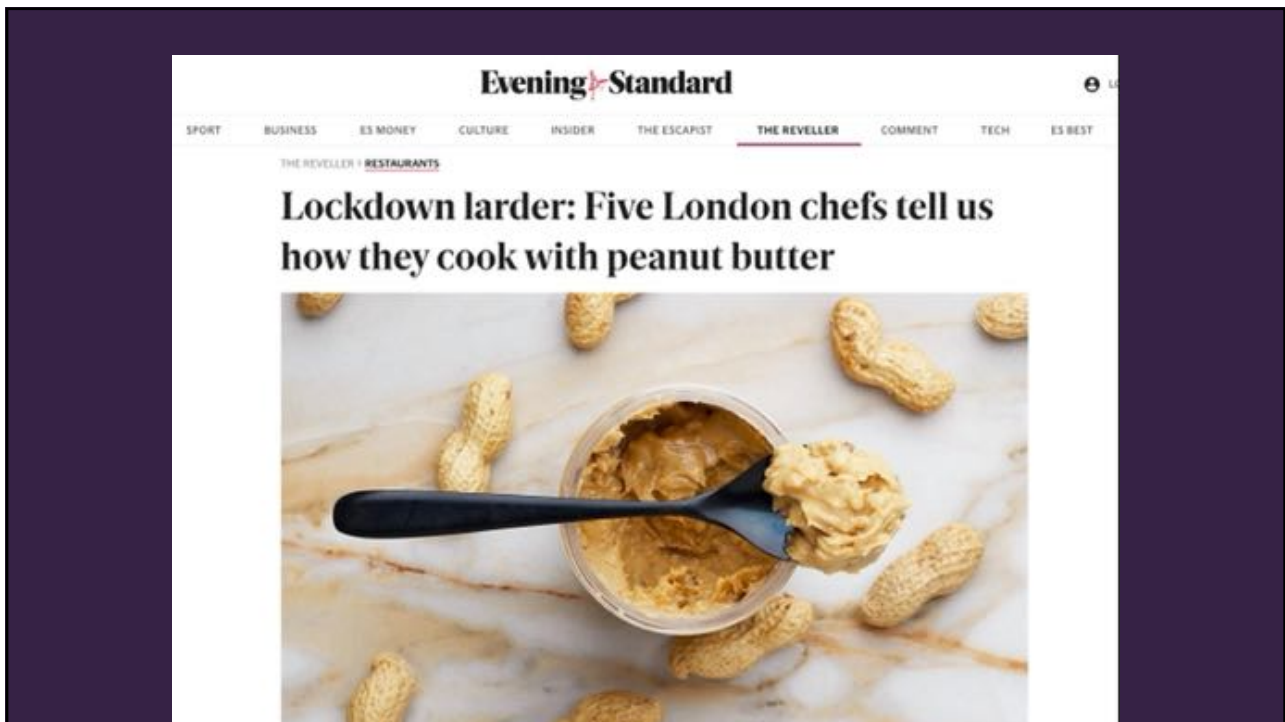 Evening Standard
SPORT BUSINESS ES MONEY CULTURE INSIDER THE ESCAPIST THE REVELLER COMMENT TECH ES BEST
THE REVELLER RESTAURANTS
Lockdown larder: Five London chefs tell us
how they cook with peanut butter